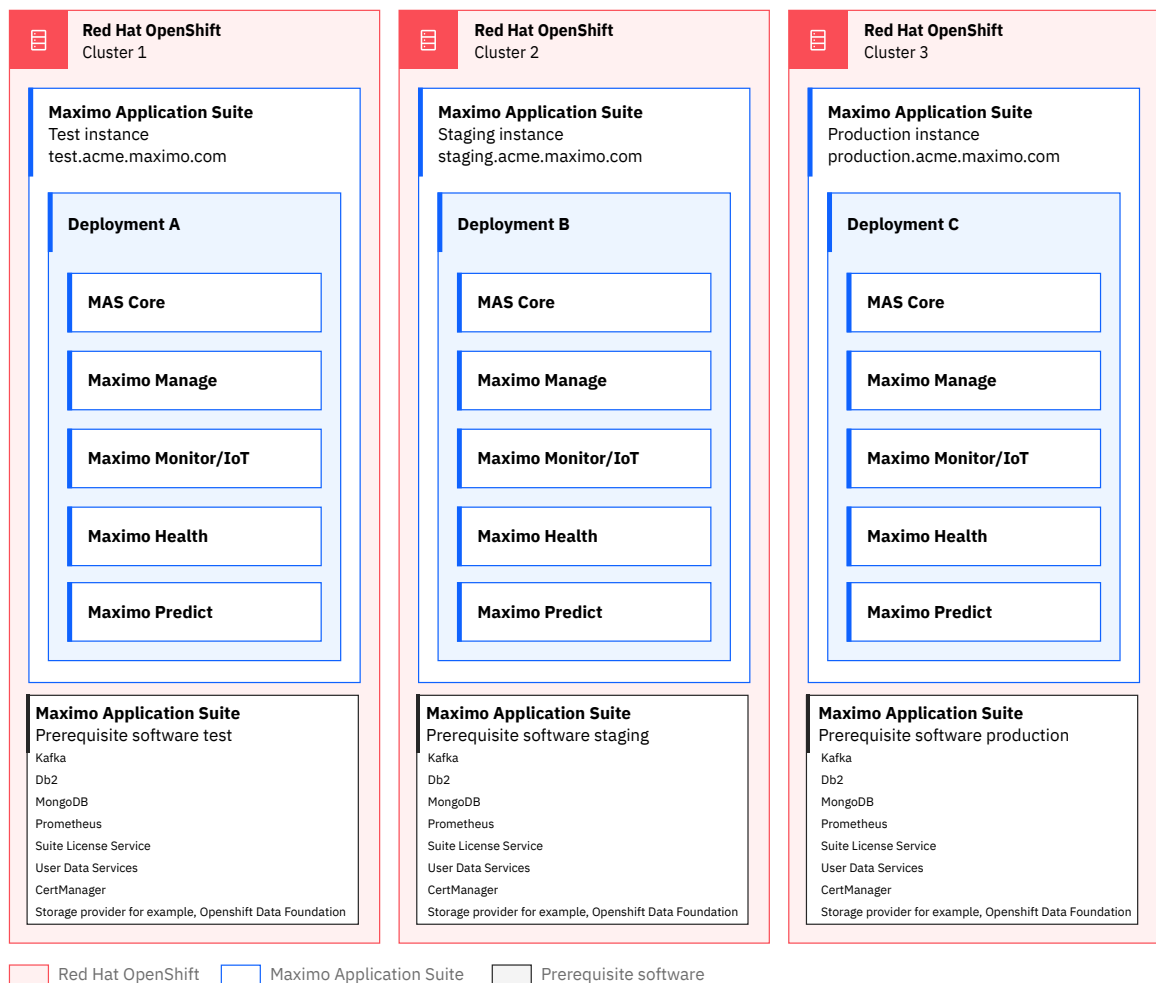 Red Hat OpenShift
Cluster 1
Maximo Application Suite
Test instance
test.acme.maximo.com
Deployment A
MAS Core
Maximo Manage
Maximo Monitor/IoT
Maximo Health
Maximo Predict
Maximo Application Suite
Prerequisite software test
Kafka
Db2
MongoDB
Prometheus
Suite License Service
User Data Services
CertManager
Storage provider for example, Openshift Data Foundation
Red Hat OpenShift
Cluster 2
Maximo Application Suite
Staging instance
staging.acme.maximo.com
Deployment B
MAS Core
Maximo Manage
Maximo Monitor/IoT
Maximo Health
Maximo Predict
Maximo Application Suite
Prerequisite software staging
Kafka
Db2
MongoDB
Prometheus
Suite License Service
User Data Services
CertManager
Storage provider for example, Openshift Data Foundation
Red Hat OpenShift
Cluster 3
Maximo Application Suite
Production instance
production.acme.maximo.com
Deployment C
MAS Core
Maximo Manage
Maximo Monitor/IoT
Maximo Health
Maximo Predict
Maximo Application Suite
Prerequisite software production
Kafka
Db2
MongoDB
Prometheus
Suite License Service
User Data Services
CertManager
Storage provider for example, Openshift Data Foundation
Red Hat OpenShift
Maximo Application Suite
Prerequisite software